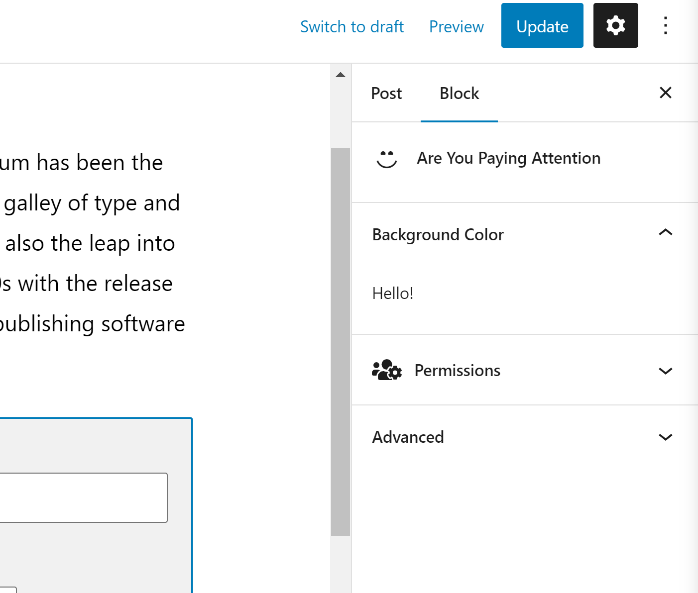 Switch to draft Preview Update
Post Block
Are You Paying Attention
um has been the
galley of type and
also the leap into
s with the release
publishing software
Background Color
Hello!
Permissions
Advanced